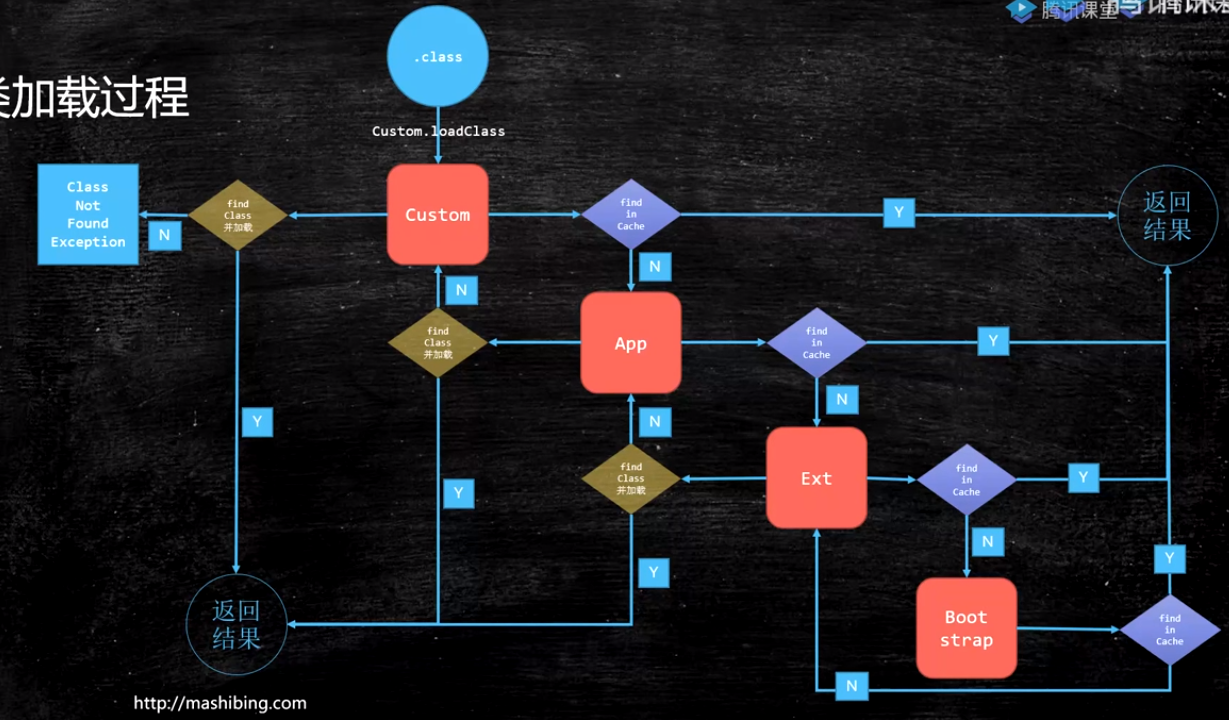 腾讯课堂
.class
类加载过程
Custom.loadClass
Class
Not
Found
Exception
N
find
Class
并加载
Custom
find
in
Cache
Y
返回
结果
N
N
find
Class
并加载
App
find
in
Cache
Y
N
Y
N
find
Class
并加载
Ext
find
in
Cache
Y
Y
N
Y
Y
返回
结果
Boot
strap
find
in
Cache
N
http://mashibing.com